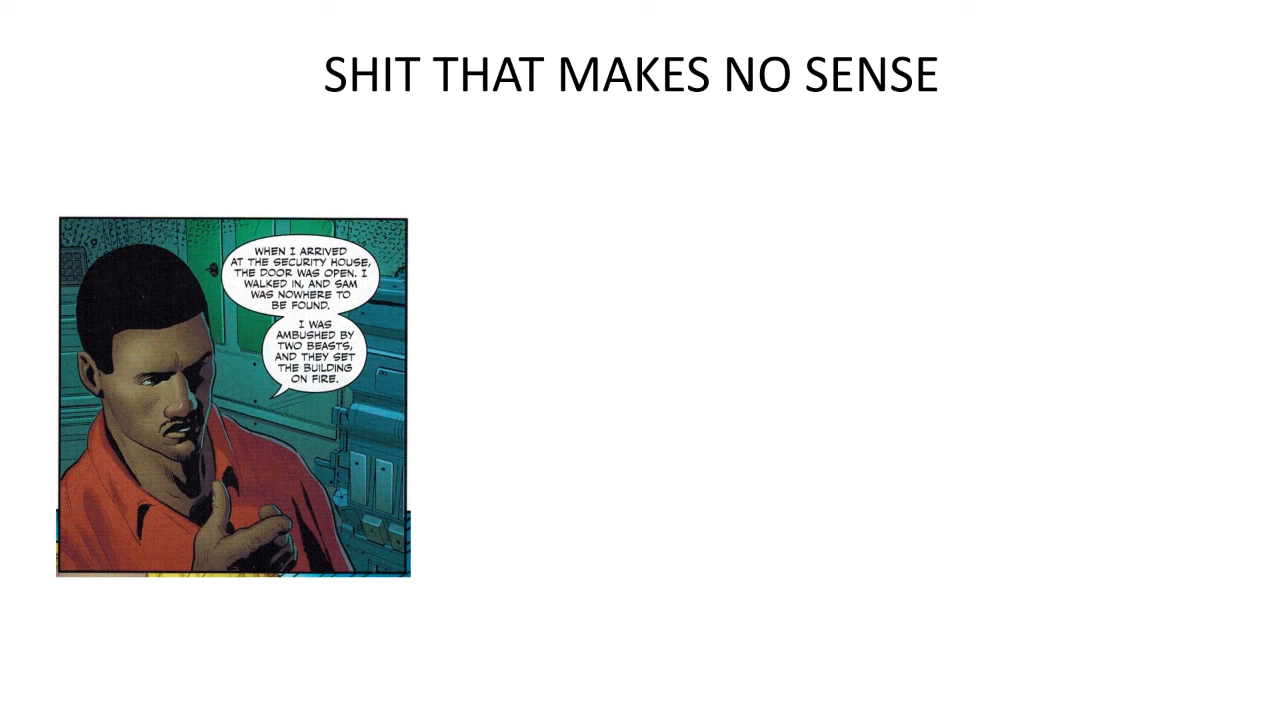 SHIT THAT MAKES NO SENSE
WHEN I ARRIVED
AT THE SECURITY HOUSE,
THE DOOR WAS OPEN. I
WALKED IN, AND SAM
WAS NOWHERE TO
BE FOUND.
I WAS
AMBUSHED BY
TWO BEASTS,
AND THEY SET
THE BUILDING
ON FIRE.